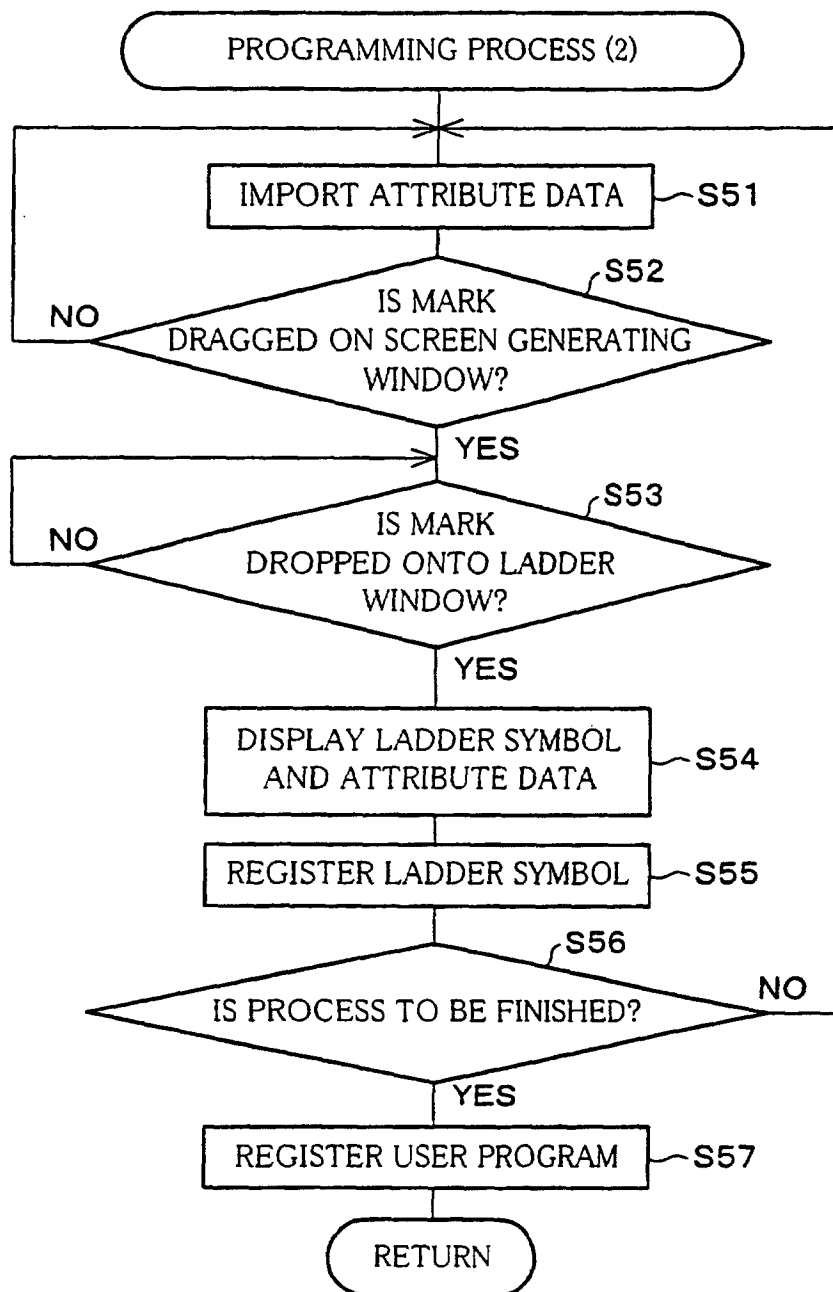 PROGRAMMING PROCESS (2)
IMPORT ATTRIBUTE DATA
S51
S52
IS MARK
DRAGGED ON SCREEN GENERATING
WINDOW?
NO
YES
S53
IS MARK
DROPPED ONTO LADDER
WINDOW?
NO
YES
DISPLAY LADDER SYMBOL
AND ATTRIBUTE DATA
S54
REGISTER LADDER SYMBOL
S55
S56
IS PROCESS TO BE FINISHED?
NO
YES
REGISTER USER PROGRAM
S57
RETURN